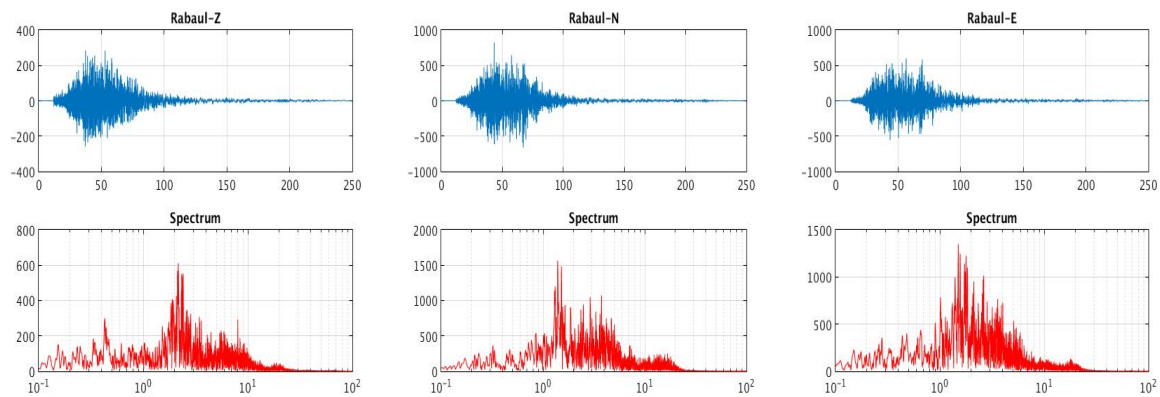 Rabaul-Z Rabaul-N Rabaul-E
400 1000 1000
200 500 500
0 0 0
−200 −500 −500
−400 −1000 −1000
0 50 100 150 200 250 0 50 100 150 200 250 0 50 100 150 200 250
Spectrum Spectrum Spectrum
800 2000 1500
600 1500 1000
400 1000 500
200 500
0 0 0
10⁻¹ 10⁰ 10¹ 10² 10⁻¹ 10⁰ 10¹ 10² 10⁻¹ 10⁰ 10¹ 10²